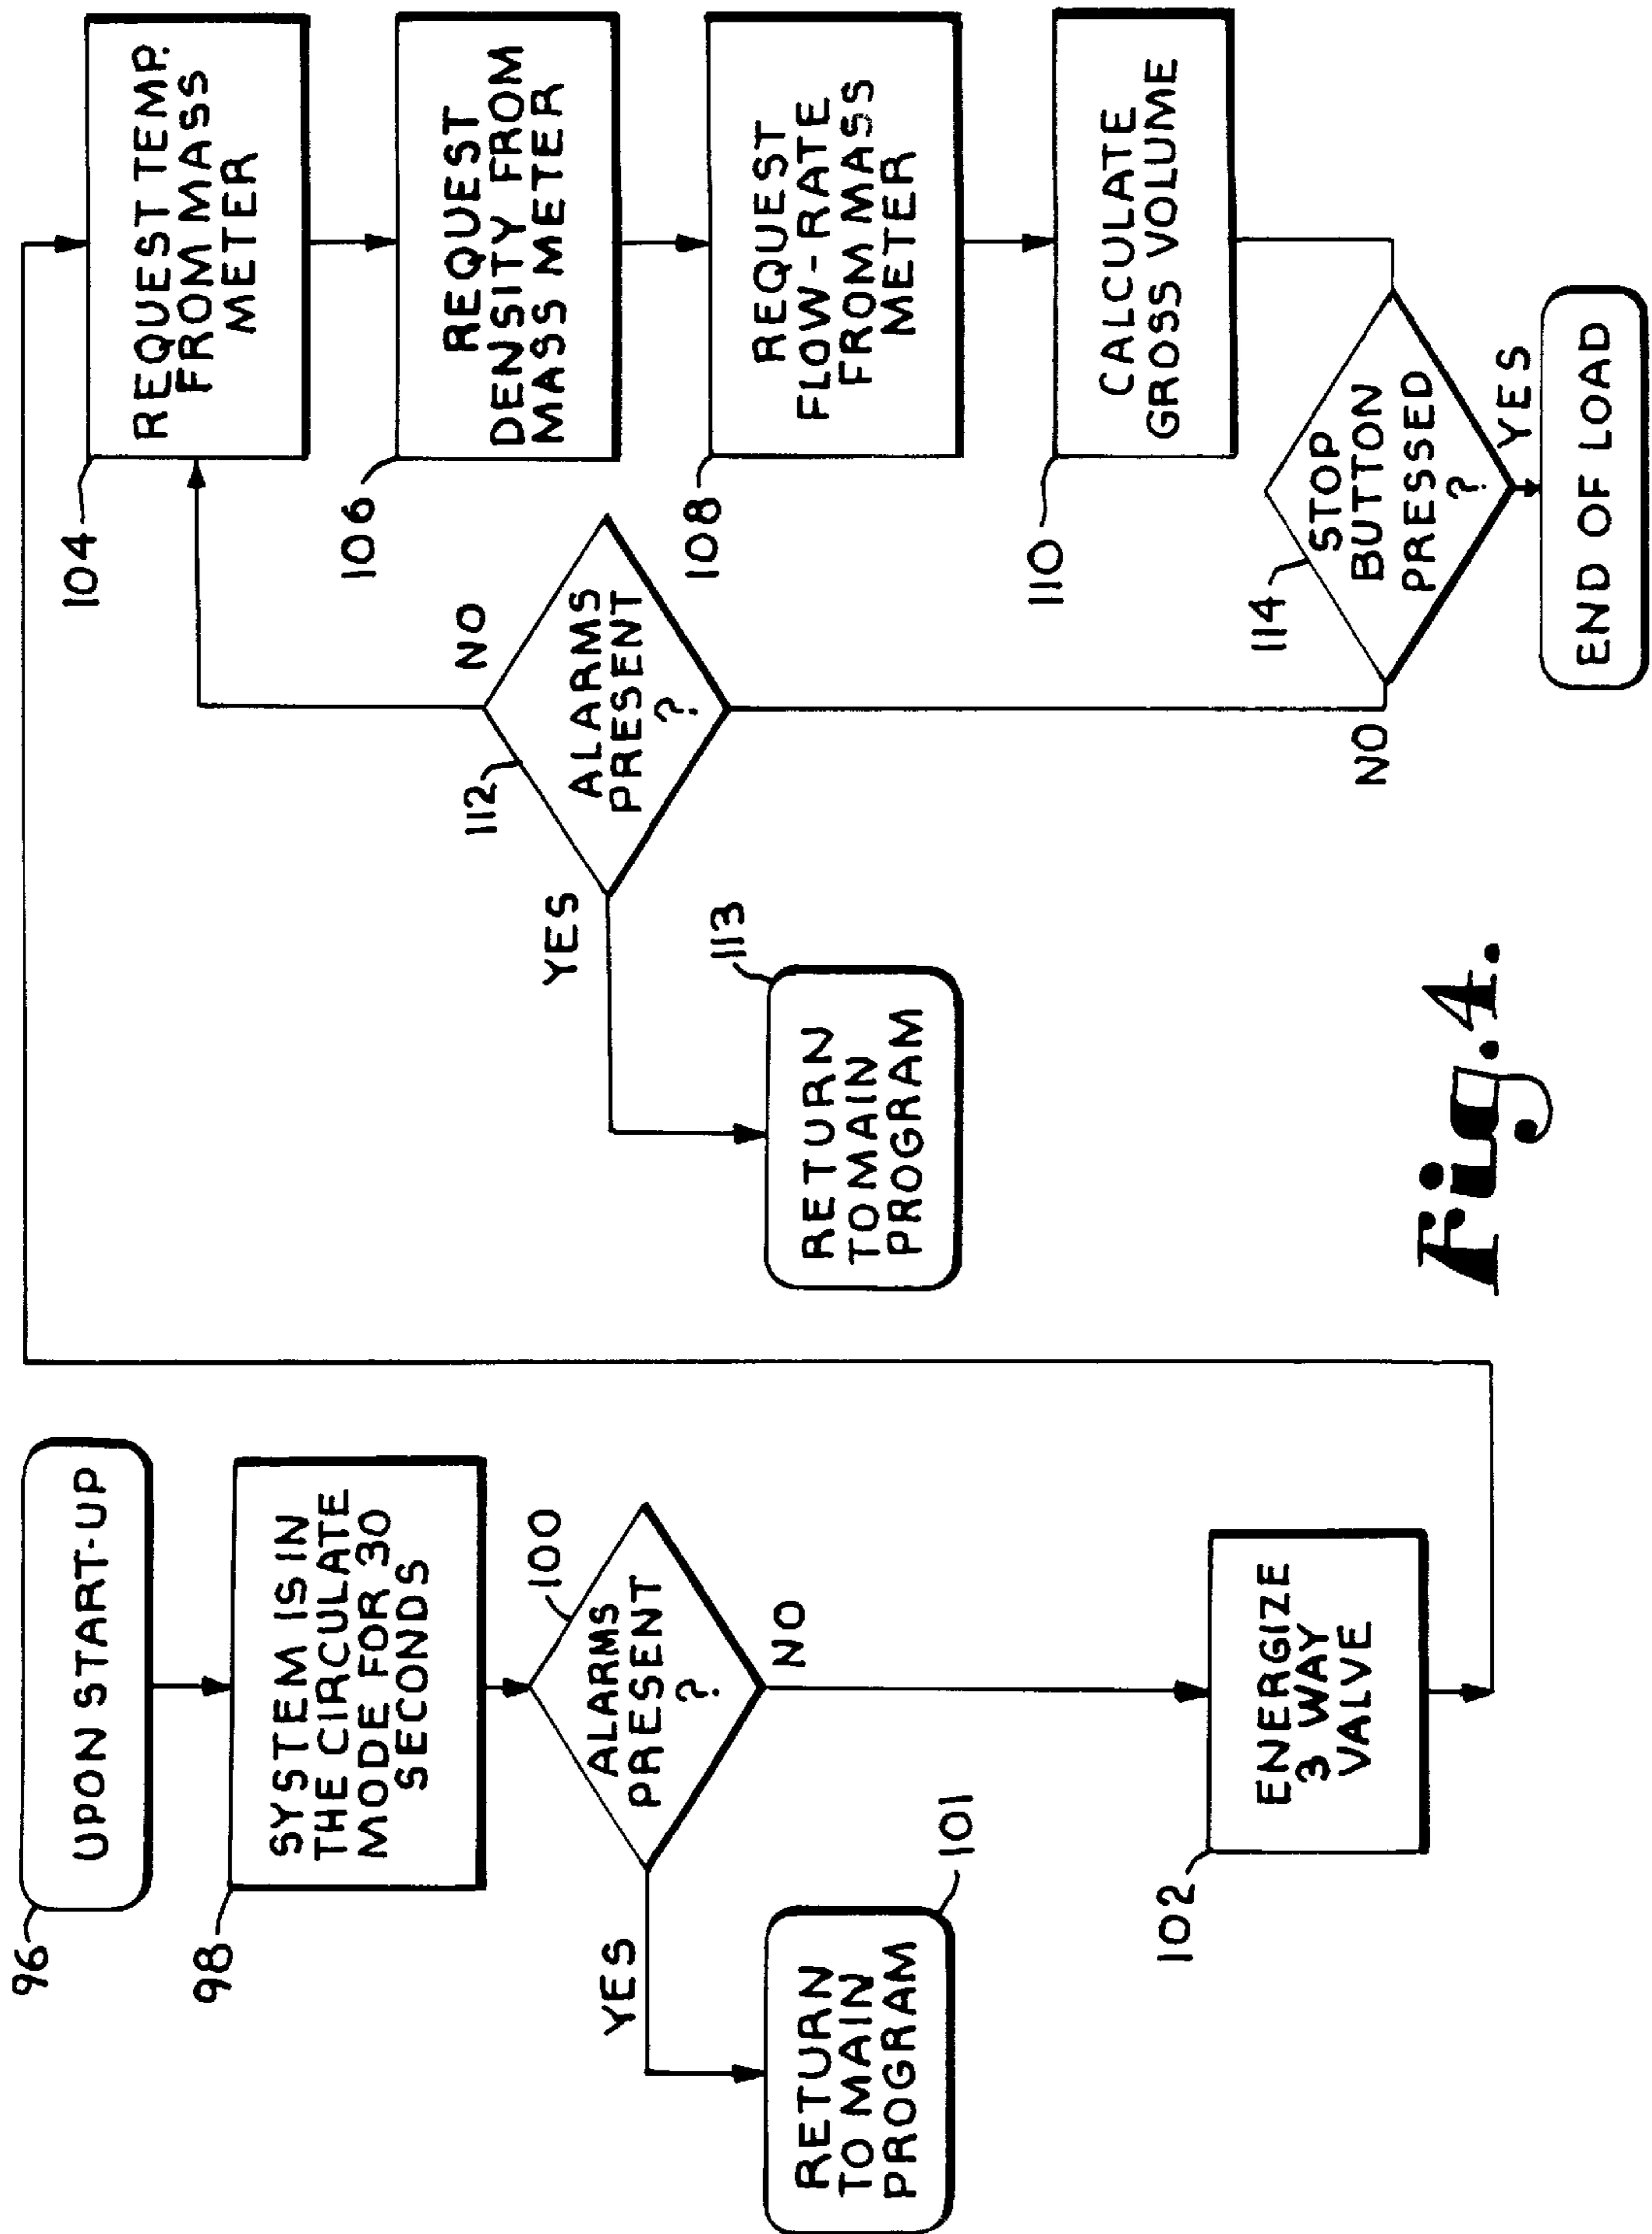 96
UPON START-UP
98
SYSTEM IS IN
THE CIRCULATE
MODE FOR 30
SECONDS
100
ALARMS
PRESENT
?
YES
NO
101
RETURN
TO MAIN
PROGRAM
102
ENERGIZE
3 WAY
VALVE
104
REQUEST TEMP.
FROM MASS
METER
106
REQUEST
DENSITY FROM
MASS METER
108
REQUEST
FLOW-RATE
FROM MASS
METER
110
CALCULATE
GROSS VOLUME
112
ALARMS
PRESENT
?
NO
YES
113
RETURN
TO MAIN
PROGRAM
114
STOP
BUTTON
PRESSED
?
NO
YES
END OF LOAD
Fig.4.